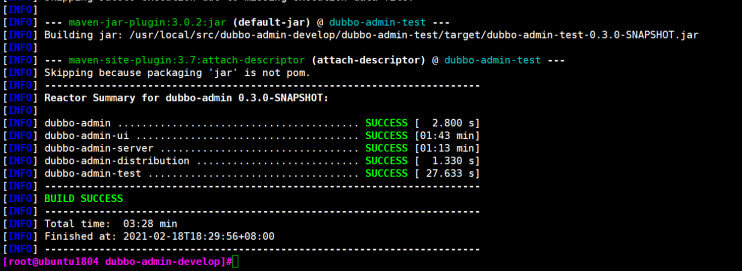 [INFO]
[INFO] --- maven-jar-plugin:3.0.2:jar (default-jar) @ dubbo-admin-test ---
[INFO] Building jar: /usr/local/src/dubbo-admin-develop/dubbo-admin-test/target/dubbo-admin-test-0.3.0-SNAPSHOT.jar
[INFO]
[INFO] --- maven-site-plugin:3.7:attach-descriptor (attach-descriptor) @ dubbo-admin-test ---
[INFO] Skipping because packaging 'jar' is not pom.
[INFO] ------------------------------------------------------------------------
[INFO] Reactor Summary for dubbo-admin 0.3.0-SNAPSHOT:
[INFO]
[INFO] dubbo-admin ........................................ SUCCESS [  2.800 s]
[INFO] dubbo-admin-ui ..................................... SUCCESS [01:43 min]
[INFO] dubbo-admin-server ................................. SUCCESS [01:13 min]
[INFO] dubbo-admin-distribution ........................... SUCCESS [  1.330 s]
[INFO] dubbo-admin-test ................................... SUCCESS [ 27.633 s]
[INFO] ------------------------------------------------------------------------
[INFO] BUILD SUCCESS
[INFO] ------------------------------------------------------------------------
[INFO] Total time:  03:28 min
[INFO] Finished at: 2021-02-18T18:29:56+08:00
[INFO] ------------------------------------------------------------------------
[root@ubuntu1804 dubbo-admin-develop]#